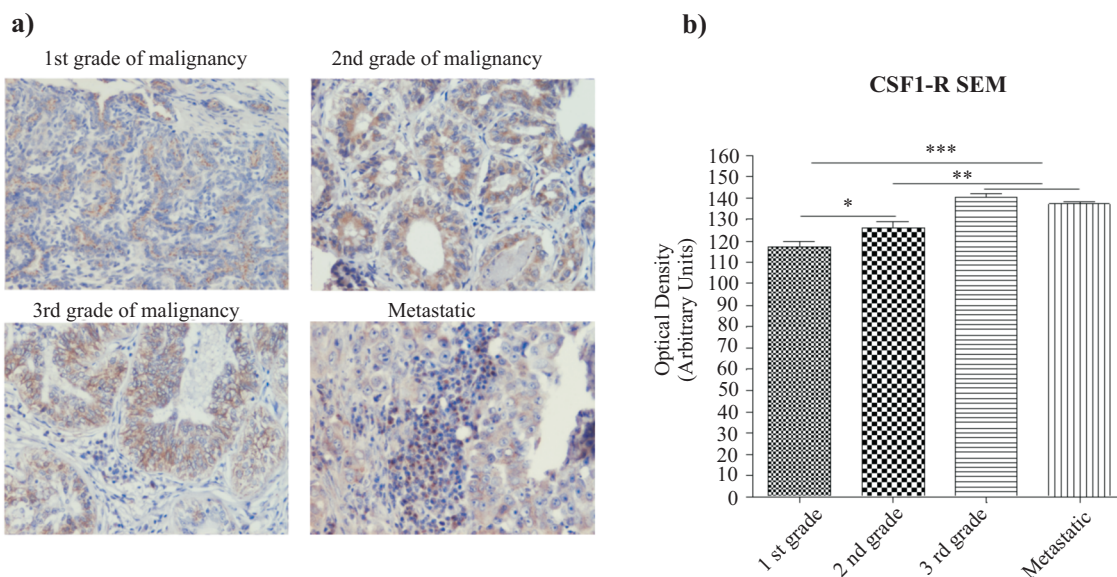 a)
1st grade of malignancy
2nd grade of malignancy
3rd grade of malignancy
Metastatic
b)
CSF1-R SEM
***
**
*
Optical Density
(Arbitrary Units)
160
150
140
130
120
110
100
90
80
70
60
50
40
30
20
10
0
1 st grade
2 nd grade
3 rd grade
Metastatic